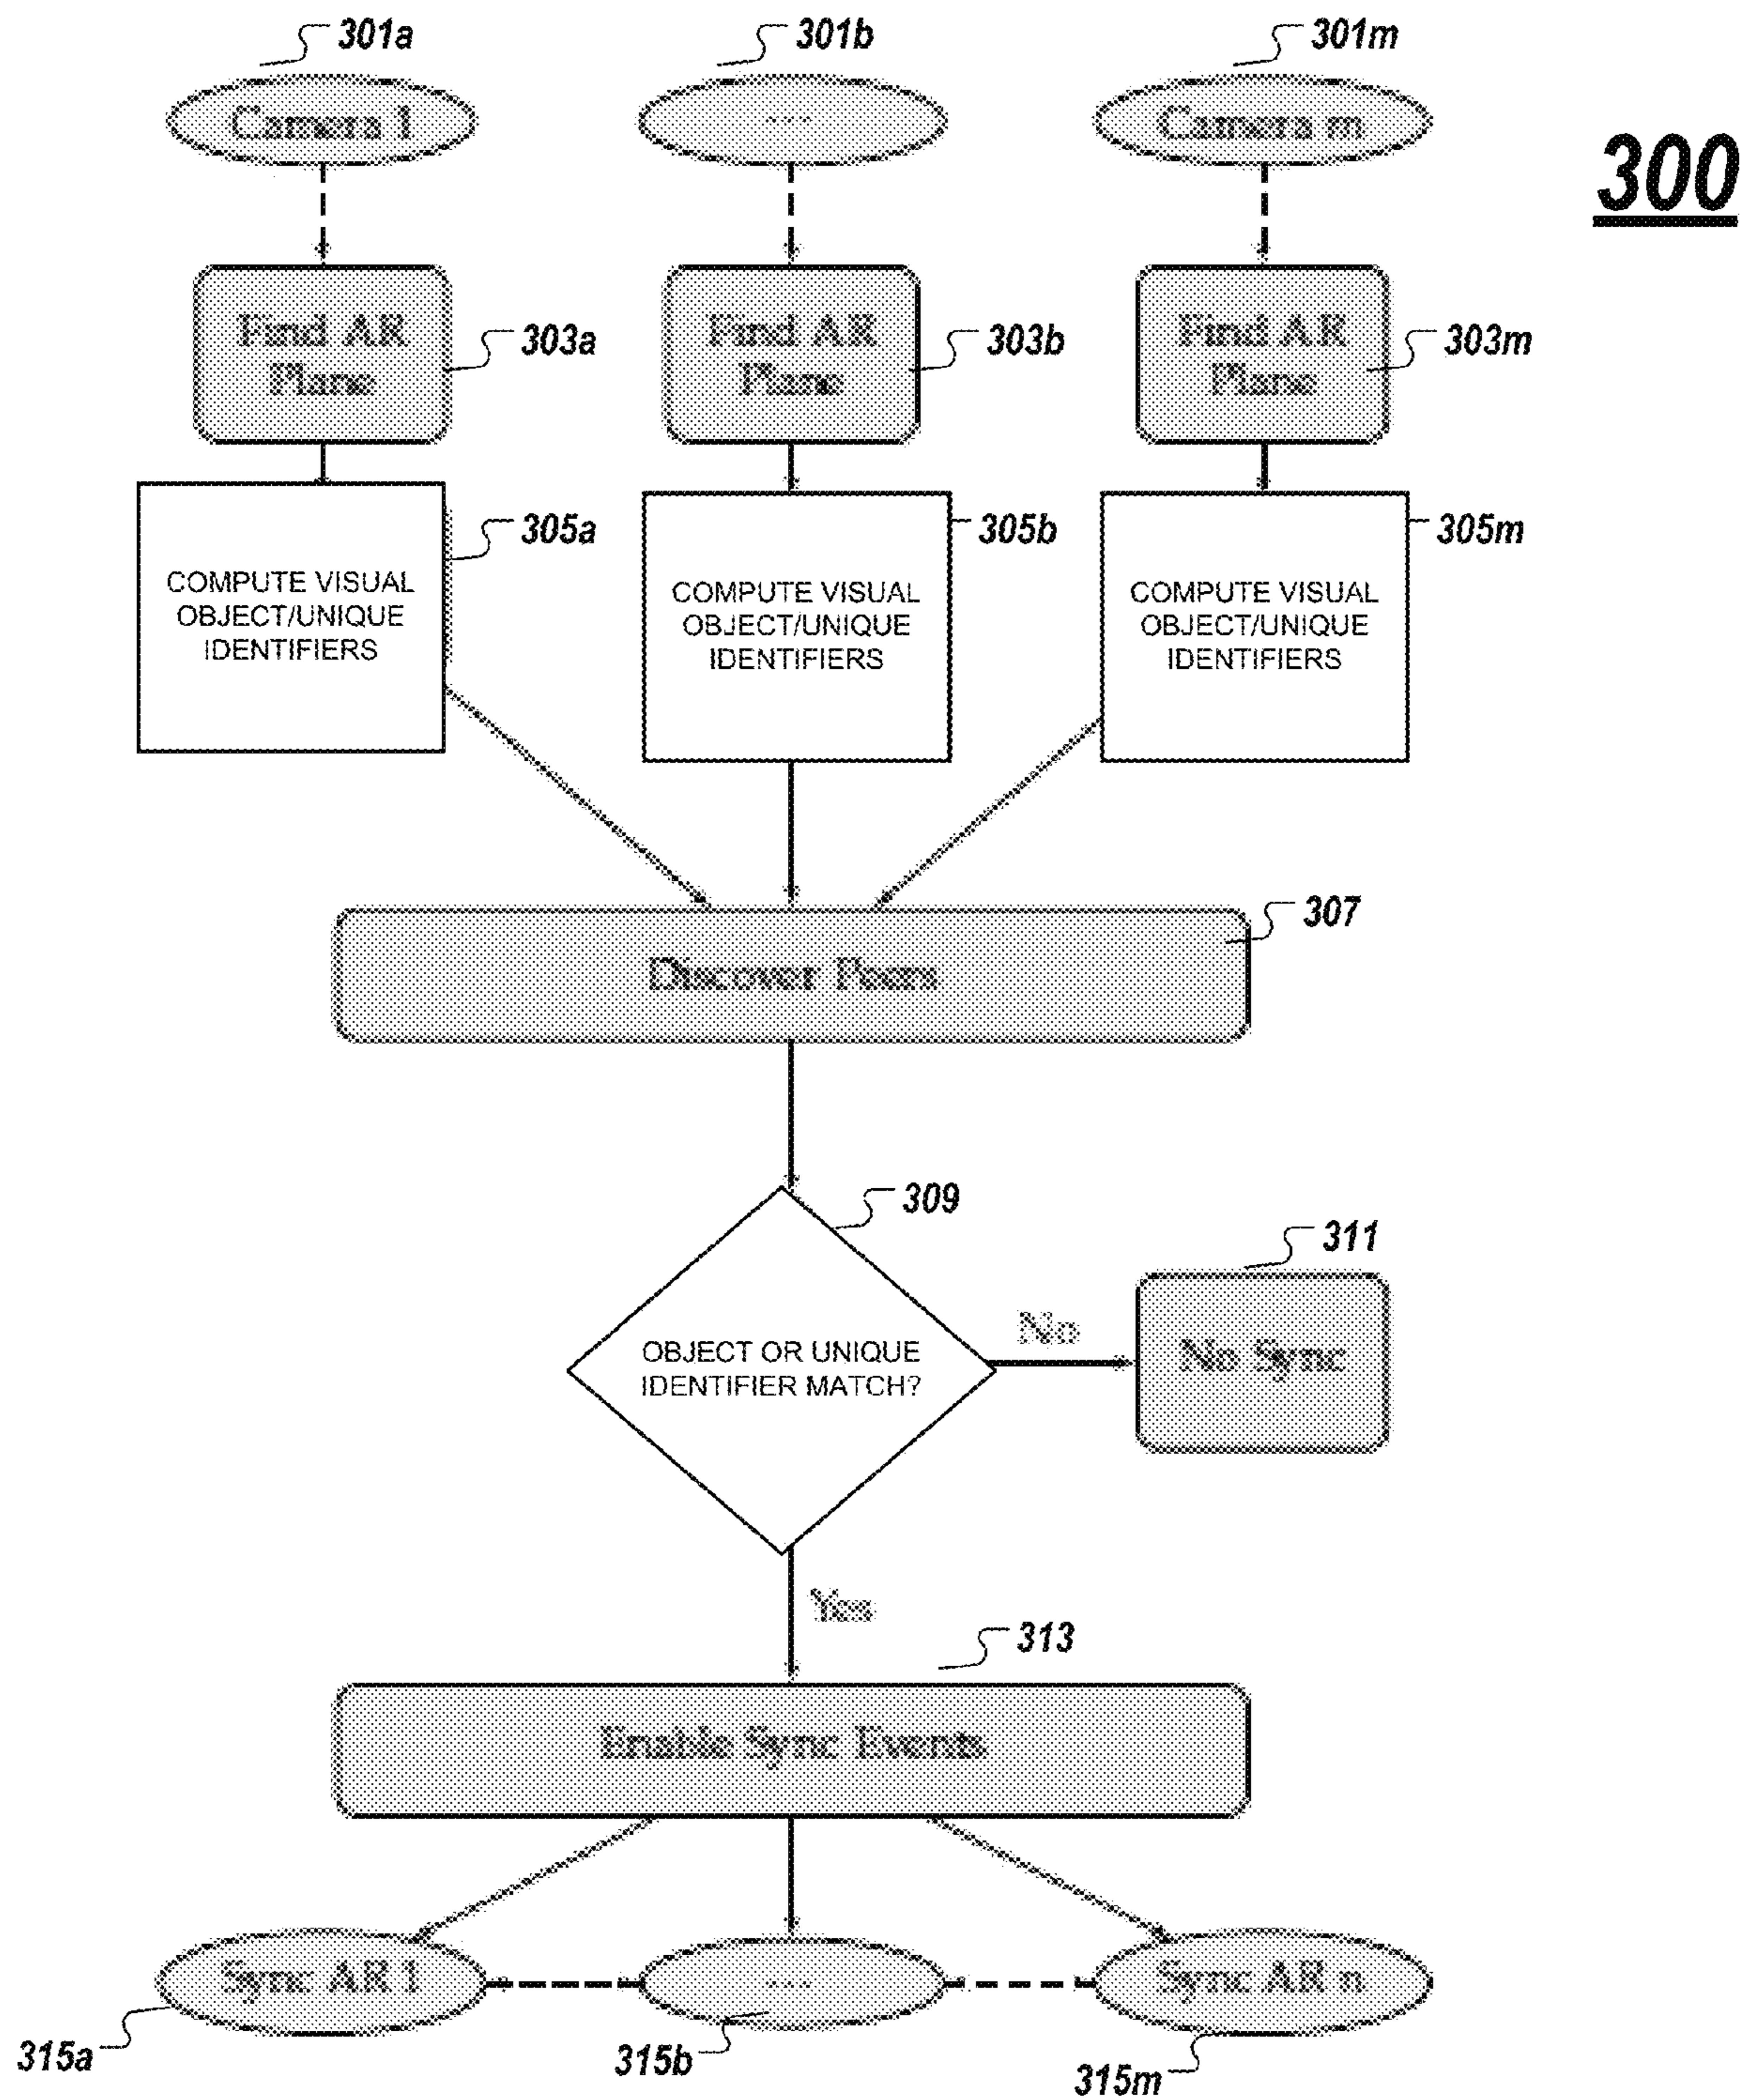 301a
301b
301m
Camera 1
...
Camera m
300
Find AR
Plane
303a
Find AR
Plane
303b
Find AR
Plane
303m
COMPUTE VISUAL
OBJECT/UNIQUE
IDENTIFIERS
305a
COMPUTE VISUAL
OBJECT/UNIQUE
IDENTIFIERS
305b
COMPUTE VISUAL
OBJECT/UNIQUE
IDENTIFIERS
305m
307
Discover Peers
309
311
OBJECT OR UNIQUE
IDENTIFIER MATCH?
No
No Sync
Yes
313
Enable Sync Events
Sync AR 1
...
Sync AR n
315a
315b
315m